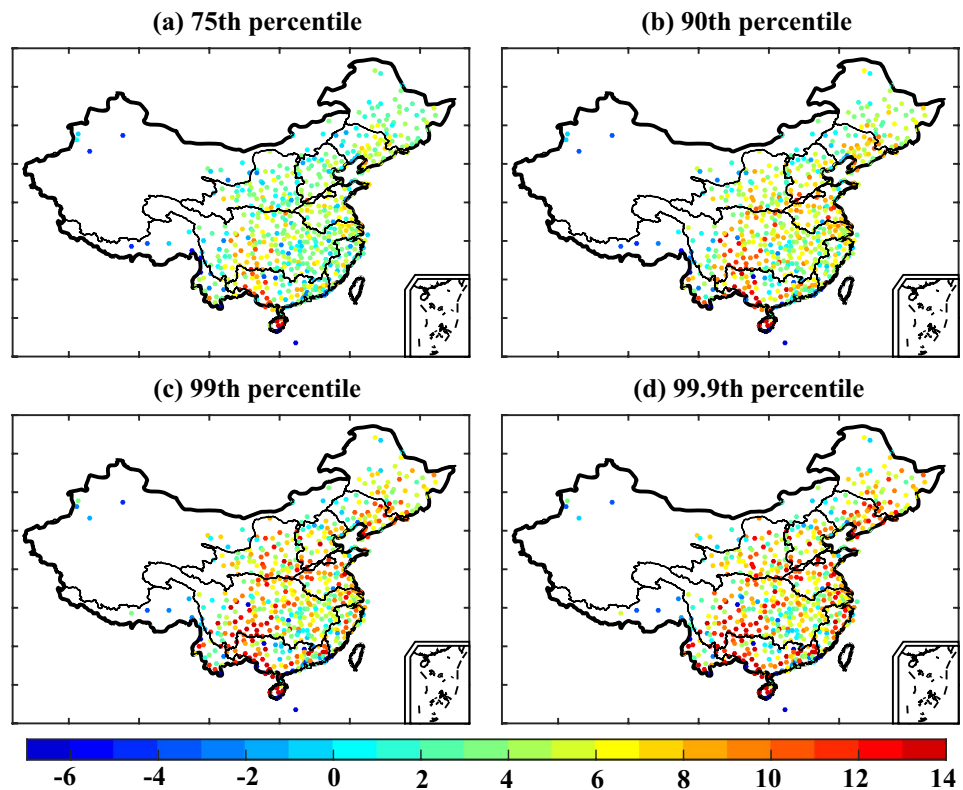 (a) 75th percentile
(b) 90th percentile
(c) 99th percentile
(d) 99.9th percentile
-6 -4 -2 0 2 4 6 8 10 12 14